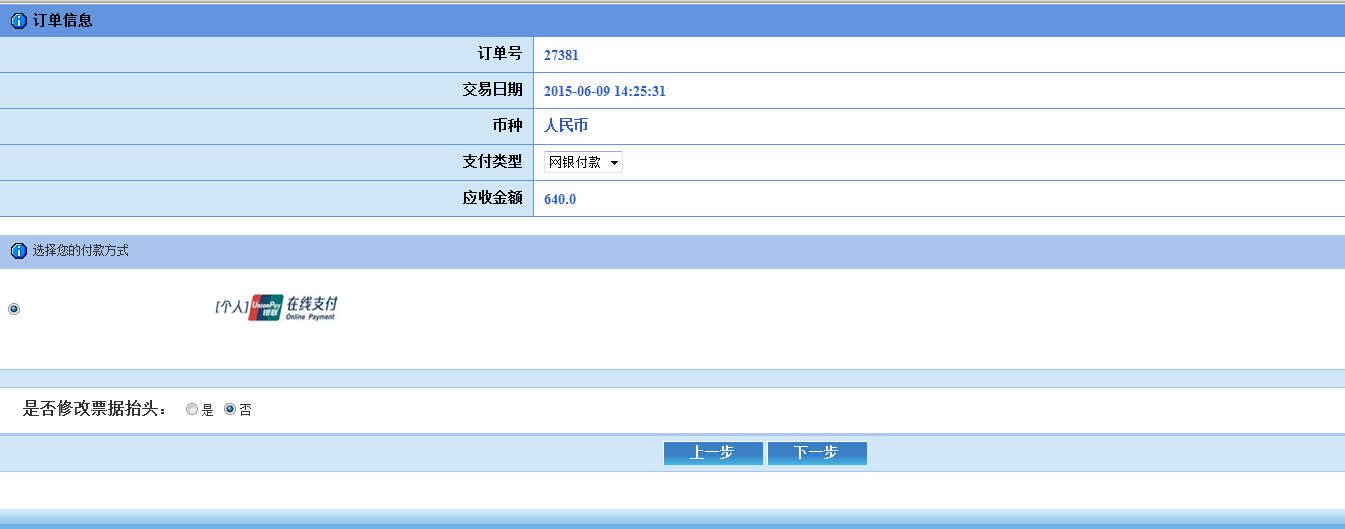 订单信息
订单号 27381
交易日期 2015-06-09 14:25:31
币种 人民币
支付类型 网银付款
应收金额 640.0
选择您的付款方式
[个人] UnionPay 银联 在线支付 Online Payment
是否修改票据抬头： 是 否
上一步 下一步